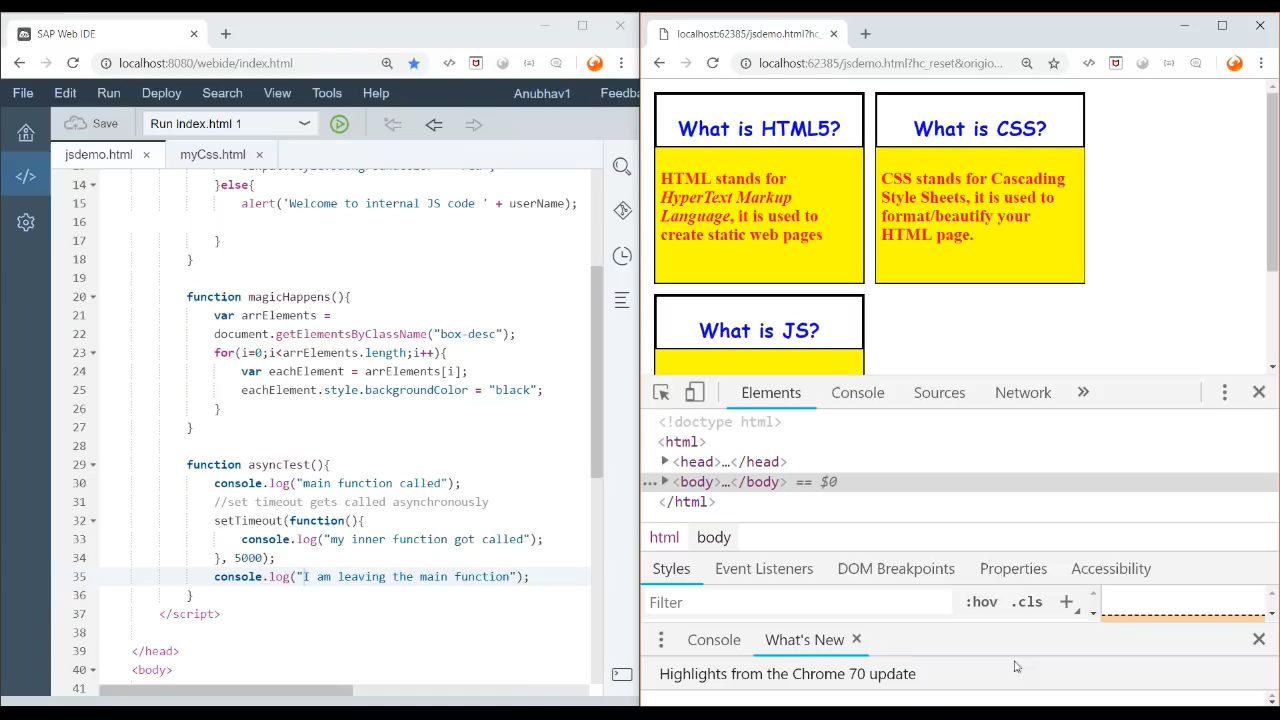 SAP Web IDE
localhost:8080/webide/index.html
File Edit Run Deploy Search View Tools Help Anubhav1 Feedba
Save Run index.html 1
jsdemo.html myCss.html
14 }else{
15 alert('Welcome to internal JS code ' + userName);
16
17 }
18 }
19
20 function magicHappens(){
21 var arrElements =
22 document.getElementsByClassName("box-desc");
23 for(i=0;i<arrElements.length;i++){
24 var eachElement = arrElements[i];
25 eachElement.style.backgroundColor = "black";
26 }
27 }
28
29 function asyncTest(){
30 console.log("main function called");
31 //set timeout gets called asynchronously
32 setTimeout(function(){
33 console.log("my inner function got called");
34 }, 5000);
35 console.log("I am leaving the main function");
36 }
37 </script>
38
39 </head>
40 <body>
41
localhost:62385/jsdemo.html?hc_
localhost:62385/jsdemo.html?hc_reset&origio...
What is HTML5?
HTML stands for
HyperText Markup
Language, it is used to
create static web pages
What is CSS?
CSS stands for Cascading
Style Sheets, it is used to
format/beautify your
HTML page.
What is JS?
Elements Console Sources Network »
<!doctype html>
<html>
<head>…</head>
... <body>…</body> == $0
</html>
html body
Styles Event Listeners DOM Breakpoints Properties Accessibility
Filter :hov .cls +
Console What's New
Highlights from the Chrome 70 update